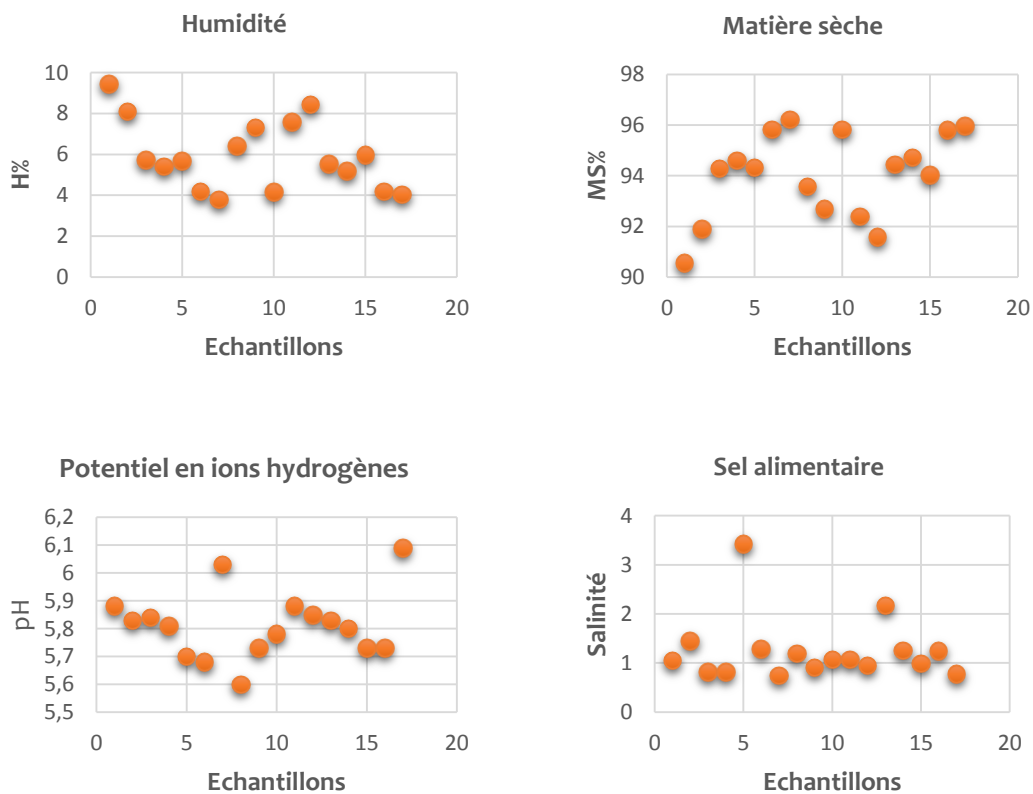 Humidité
10
8
6
4
2
0
H%
0 5 10 15 20
Echantillons
Matière sèche
98
96
94
92
90
MS%
0 5 10 15 20
Echantillons
Potentiel en ions hydrogènes
6,2
6,1
6
5,9
5,8
5,7
5,6
5,5
pH
0 5 10 15 20
Echantillons
Sel alimentaire
4
3
2
1
0
Salinité
0 5 10 15 20
Echantillons